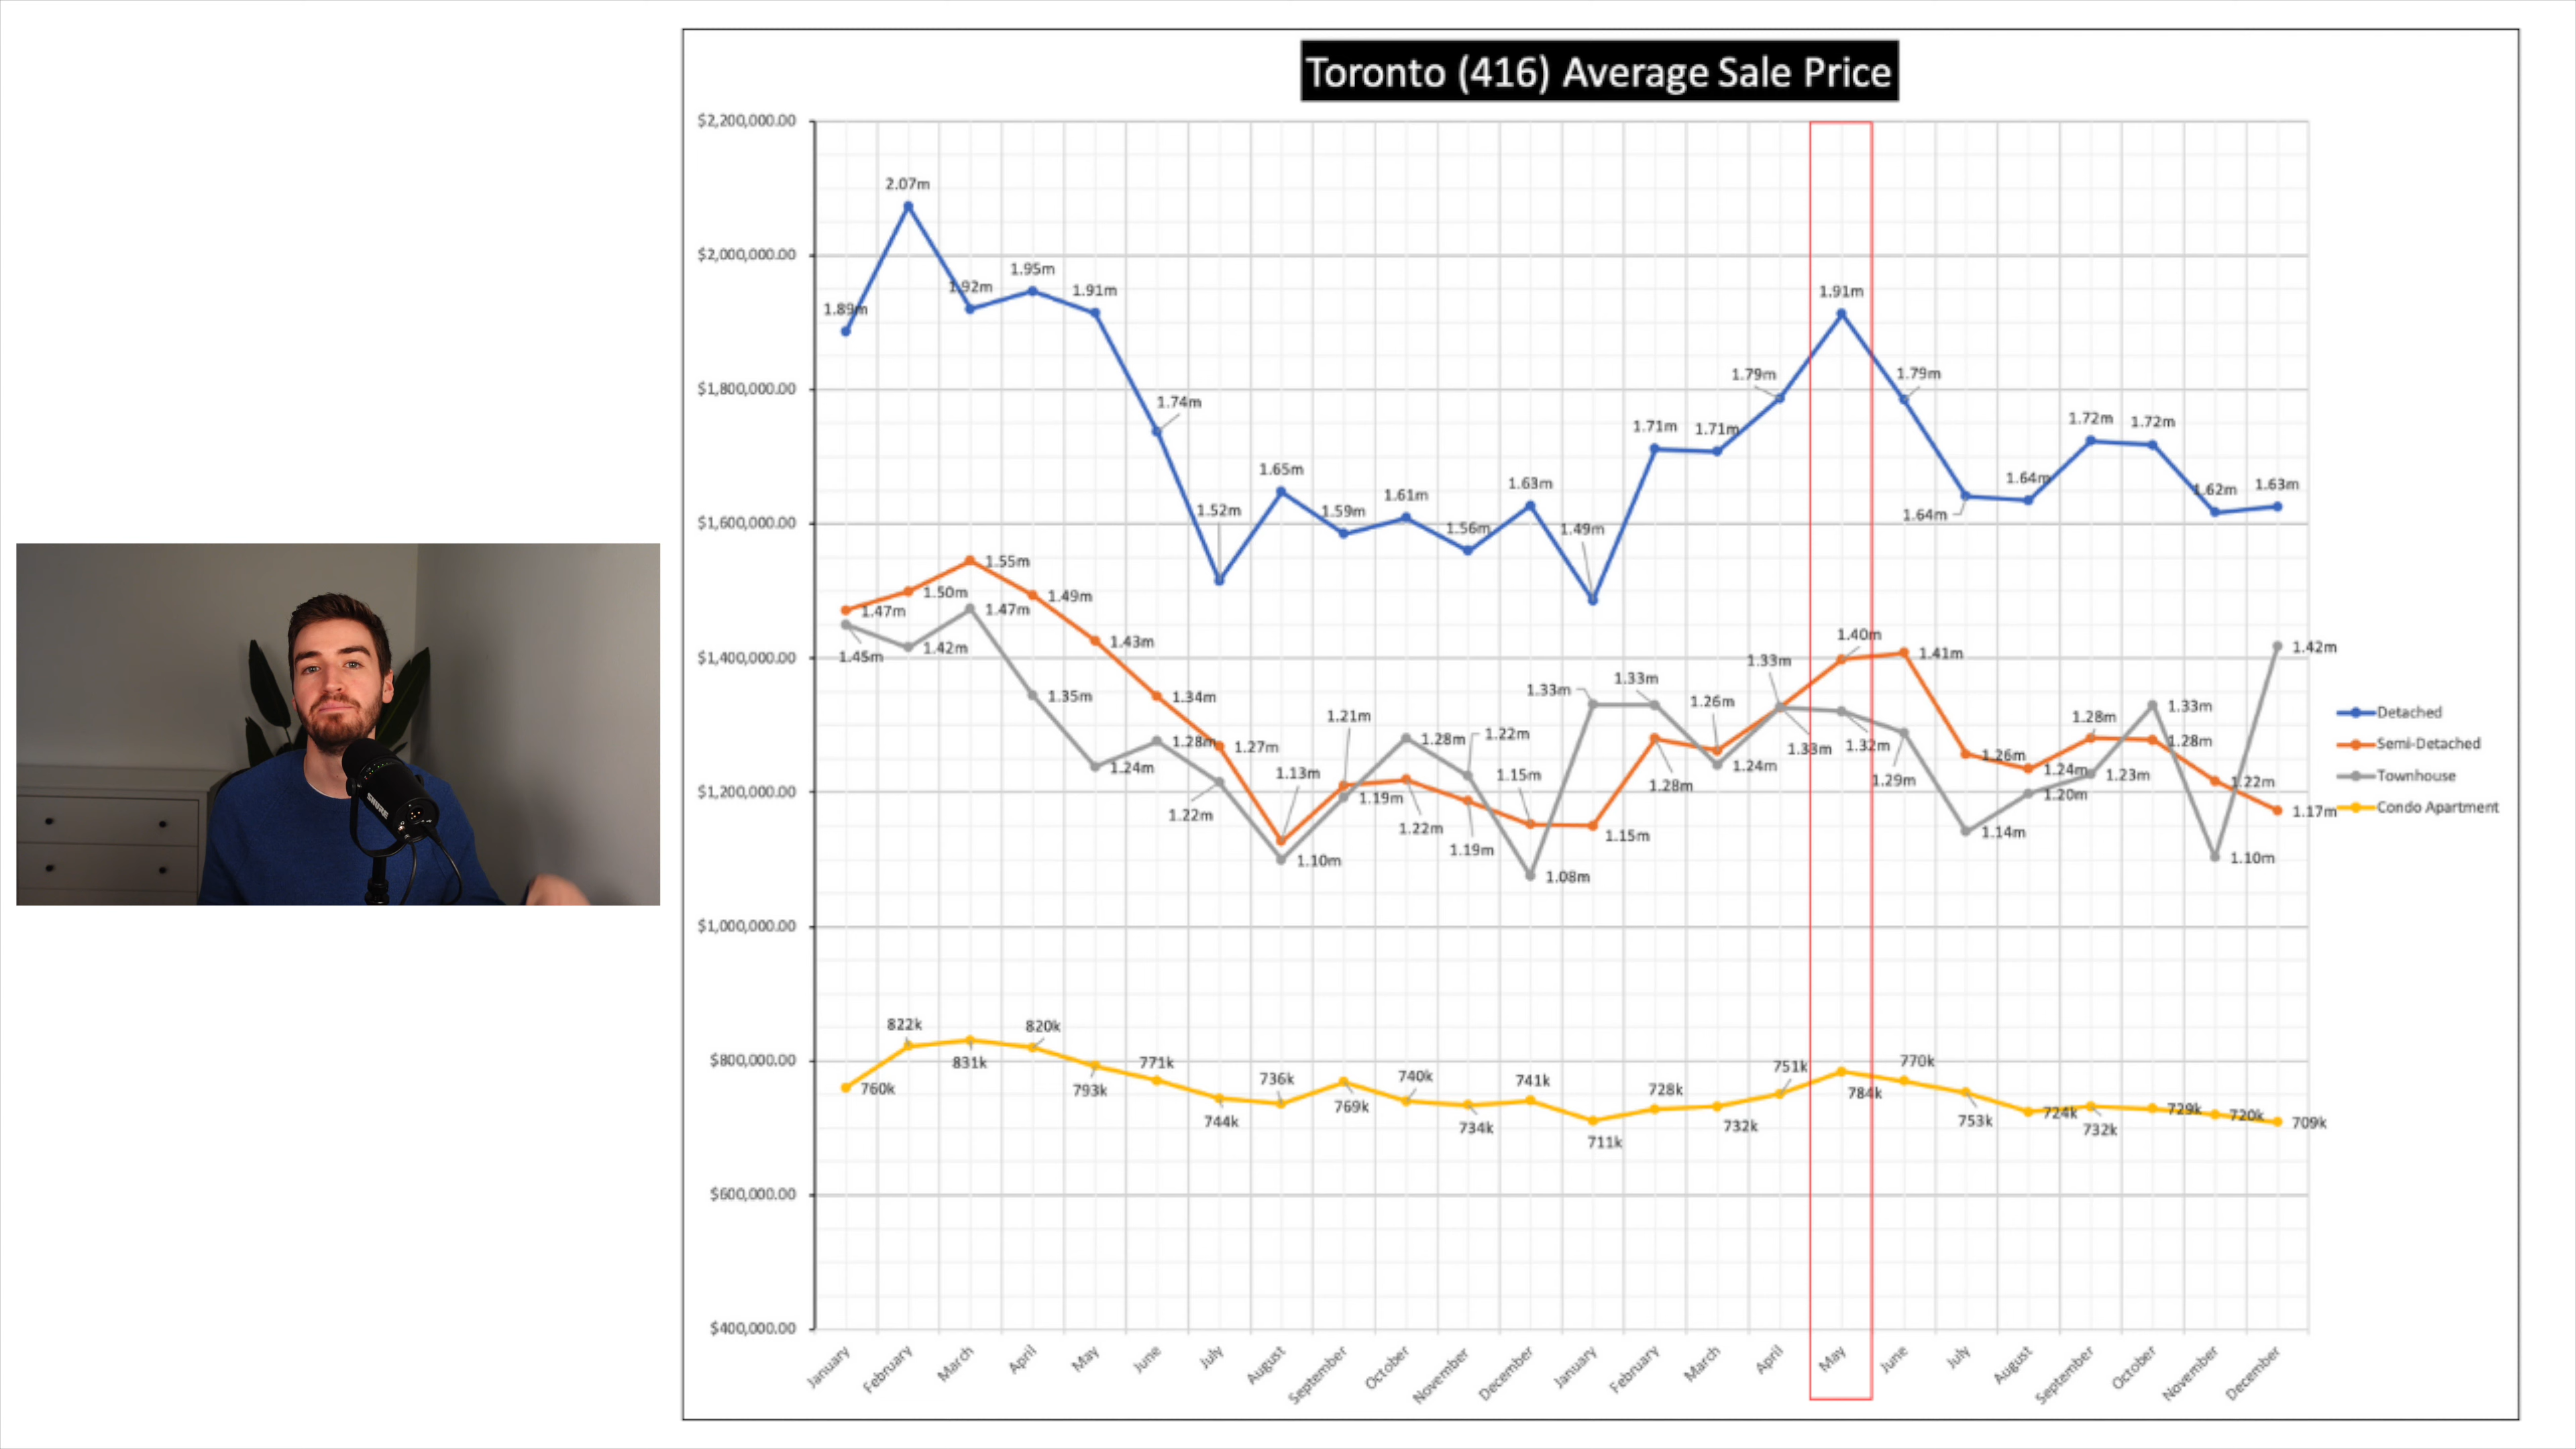 Toronto (416) Average Sale Price
$2,200,000.00
$2,000,000.00
$1,800,000.00
$1,600,000.00
$1,400,000.00
$1,200,000.00
$1,000,000.00
$800,000.00
$600,000.00
$400,000.00
1.89m
2.07m
1.92m
1.95m
1.91m
1.74m
1.52m
1.65m
1.59m
1.61m
1.56m
1.63m
1.49m
1.71m
1.71m
1.79m
1.91m
1.79m
1.64m
1.64m
1.72m
1.72m
1.62m
1.63m
1.47m
1.50m
1.55m
1.49m
1.43m
1.34m
1.27m
1.13m
1.21m
1.22m
1.19m
1.15m
1.15m
1.28m
1.26m
1.33m
1.40m
1.41m
1.26m
1.24m
1.28m
1.28m
1.22m
1.17m
1.45m
1.42m
1.47m
1.35m
1.24m
1.28m
1.22m
1.10m
1.19m
1.28m
1.22m
1.08m
1.33m
1.33m
1.24m
1.33m
1.32m
1.29m
1.14m
1.20m
1.23m
1.33m
1.10m
1.42m
760k
822k
831k
820k
793k
771k
744k
736k
769k
740k
734k
741k
711k
728k
732k
751k
784k
770k
753k
724k
732k
729k
720k
709k
Detached
Semi-Detached
Townhouse
Condo Apartment
January
February
March
April
May
June
July
August
September
October
November
December
January
February
March
April
May
June
July
August
September
October
November
December
SHURE